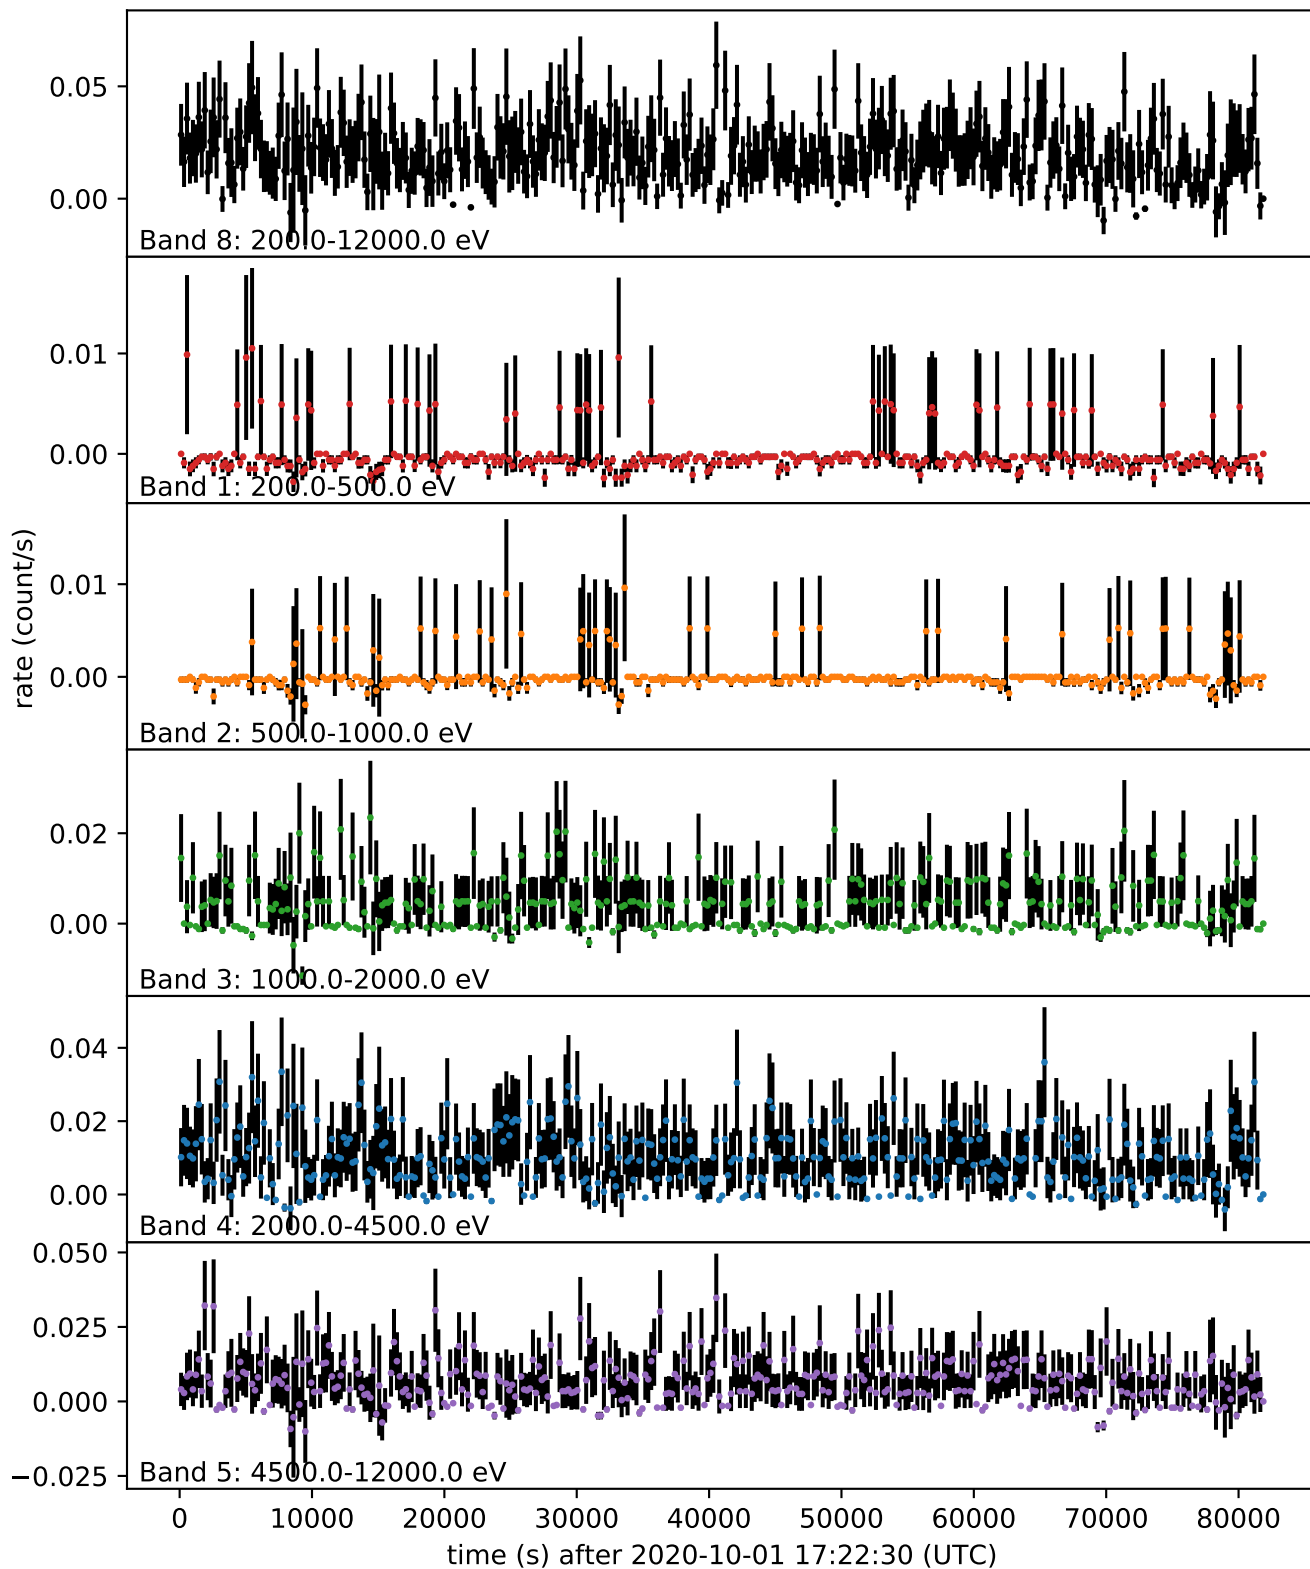 0.05
0.00
Band 8: 200.0-12000.0 eV
0.01
0.00
Band 1: 200.0-500.0 eV
rate (count/s)
0.01
0.00
Band 2: 500.0-1000.0 eV
0.02
0.00
Band 3: 1000.0-2000.0 eV
0.04
0.02
0.00
Band 4: 2000.0-4500.0 eV
0.050
0.025
0.000
−0.025
Band 5: 4500.0-12000.0 eV
0 10000 20000 30000 40000 50000 60000 70000 80000
time (s) after 2020-10-01 17:22:30 (UTC)